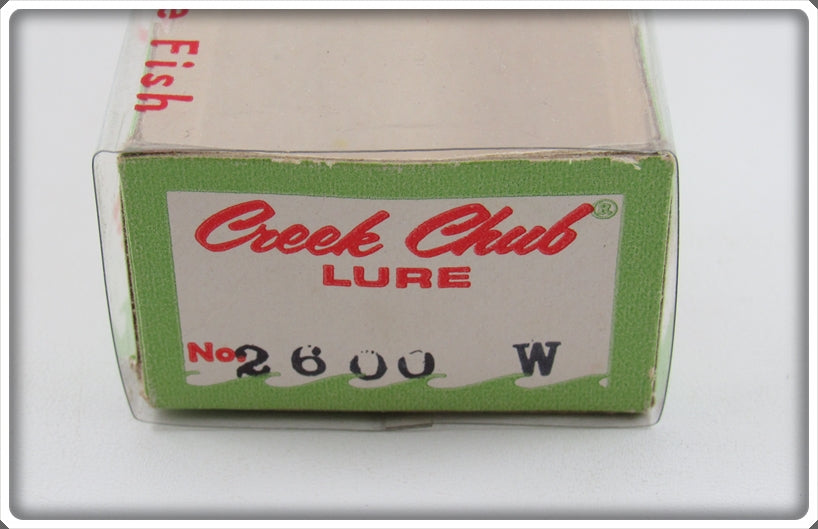 e Fish
Creek Chub®
LURE
No. 2600 W